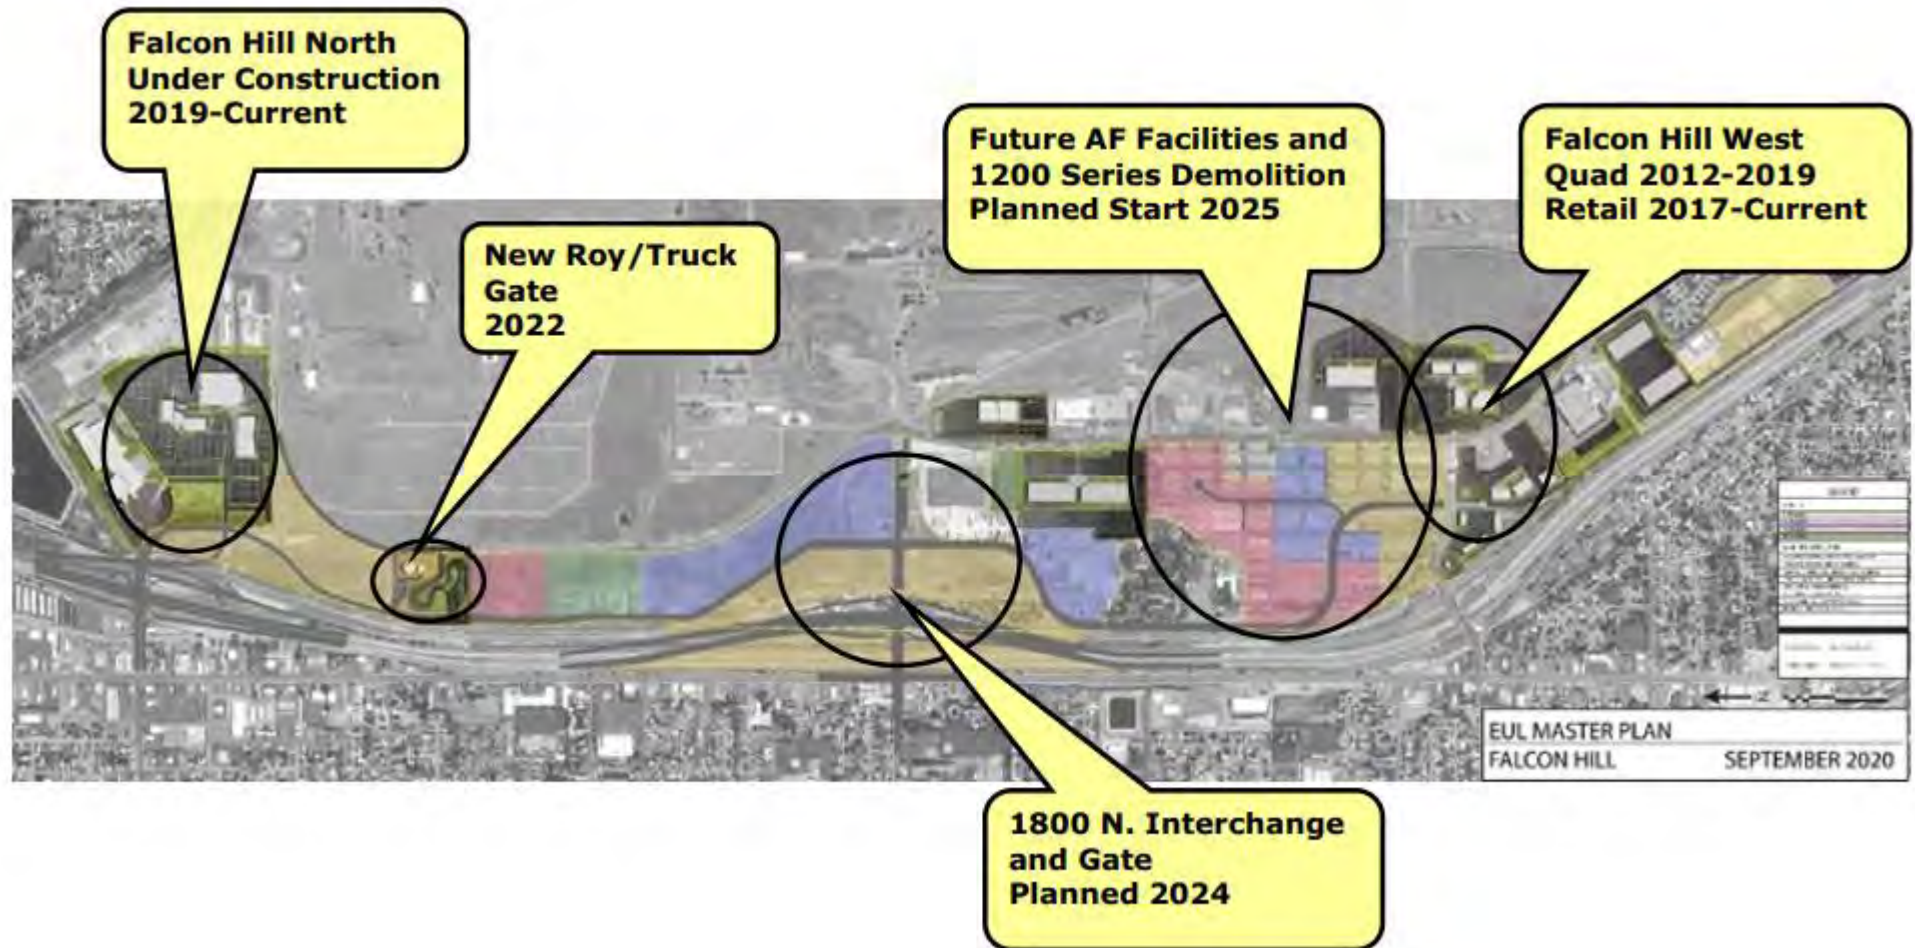 Falcon Hill North
Under Construction
2019-Current
New Roy/Truck
Gate
2022
Future AF Facilities and
1200 Series Demolition
Planned Start 2025
Falcon Hill West
Quad 2012-2019
Retail 2017-Current
1800 N. Interchange
and Gate
Planned 2024
EUL MASTER PLAN
FALCON HILL SEPTEMBER 2020